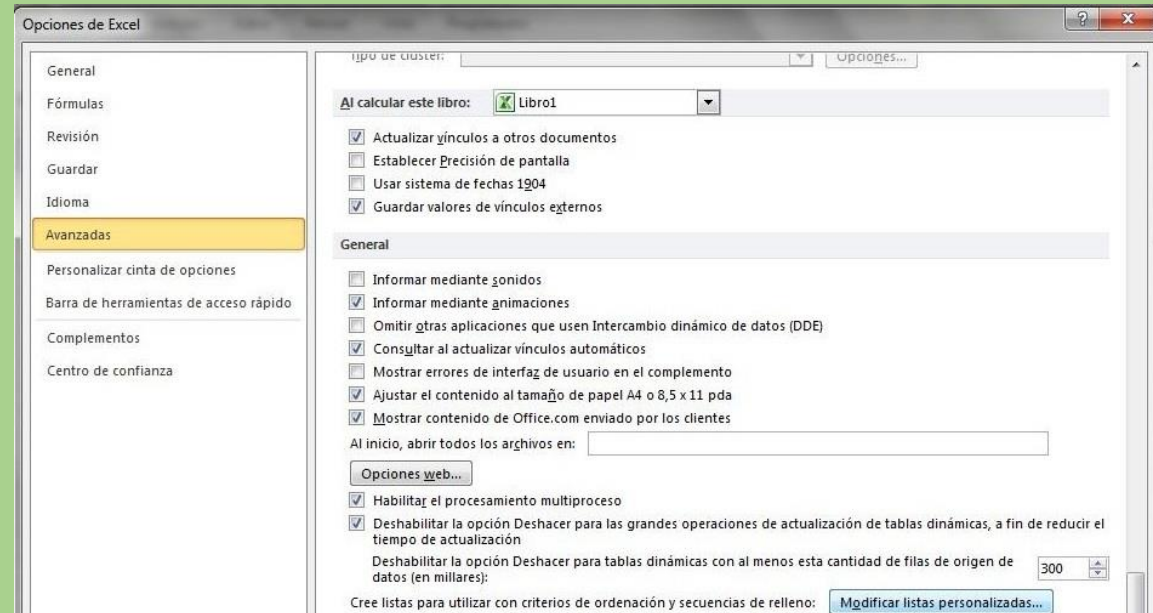 Opciones de Excel
General
Fórmulas
Revisión
Guardar
Idioma
Avanzadas
Personalizar cinta de opciones
Barra de herramientas de acceso rápido
Complementos
Centro de confianza
Tipo de clúster:
Opciones...
Al calcular este libro: Libro1
Actualizar vínculos a otros documentos
Establecer Precisión de pantalla
Usar sistema de fechas 1904
Guardar valores de vínculos externos
General
Informar mediante sonidos
Informar mediante animaciones
Omitir otras aplicaciones que usen Intercambio dinámico de datos (DDE)
Consultar al actualizar vínculos automáticos
Mostrar errores de interfaz de usuario en el complemento
Ajustar el contenido al tamaño de papel A4 o 8,5 x 11 pda
Mostrar contenido de Office.com enviado por los clientes
Al inicio, abrir todos los archivos en:
Opciones web...
Habilitar el procesamiento multiproceso
Deshabilitar la opción Deshacer para las grandes operaciones de actualización de tablas dinámicas, a fin de reducir el
tiempo de actualización
Deshabilitar la opción Deshacer para tablas dinámicas con al menos esta cantidad de filas de origen de
datos (en millares): 300
Cree listas para utilizar con criterios de ordenación y secuencias de relleno: Modificar listas personalizadas...